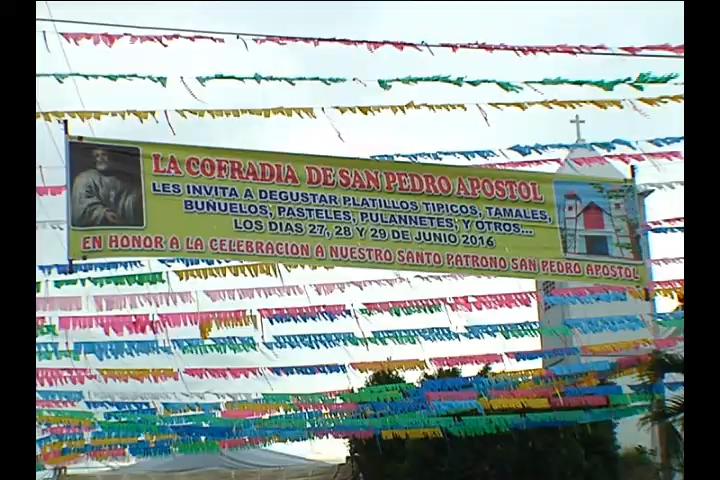 LA COFRADIA DE SAN PEDRO APOSTOL
LES INVITA A DEGUSTAR PLATILLOS TIPICOS, TAMALES,
BUÑUELOS, PASTELES, PULANNETES, Y OTROS...
LOS DIAS 27, 28 Y 29 DE JUNIO 2016
EN HONOR A LA CELEBRACION A NUESTRO SANTO PATRONO SAN PEDRO APOSTOL